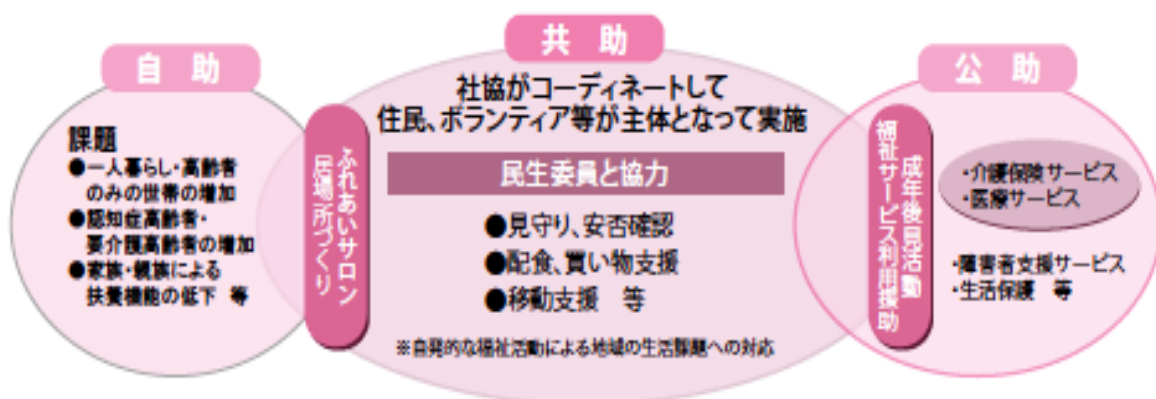 自助
課題
●一人暮らし・高齢者
のみの世帯の増加
●認知症高齢者・
要介護高齢者の増加
●家族・親族による
扶養機能の低下 等
ふれあいサロン
居場所づくり
共助
社協がコーディネートして
住民、ボランティア等が主体となって実施
民生委員と協力
●見守り、安否確認
●配食、買い物支援
●移動支援 等
※自発的な福祉活動による地域の生活課題への対応
公助
成年後見活動
福祉サービス利用援助
・介護保険サービス
・医療サービス
・障害者支援サービス
・生活保護 等